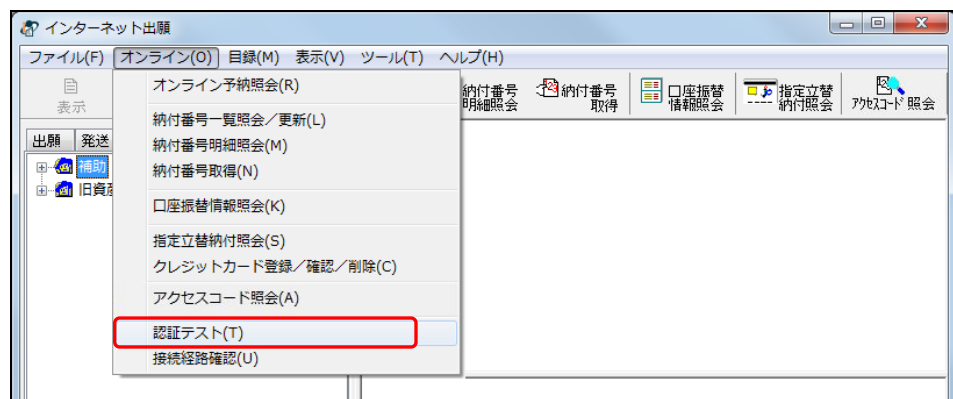 インターネット出願
ファイル(F) オンライン(O) 目録(M) 表示(V) ツール(T) ヘルプ(H)
表示
納付番号
明細照会
納付番号
取得
口座振替
情報照会
指定立替
納付照会
アクセスコード 照会
出願 発送
補助
旧資産
オンライン予納照会(R)
納付番号一覧照会／更新(L)
納付番号明細照会(M)
納付番号取得(N)
口座振替情報照会(K)
指定立替納付照会(S)
クレジットカード登録／確認／削除(C)
アクセスコード照会(A)
認証テスト(T)
接続経路確認(U)